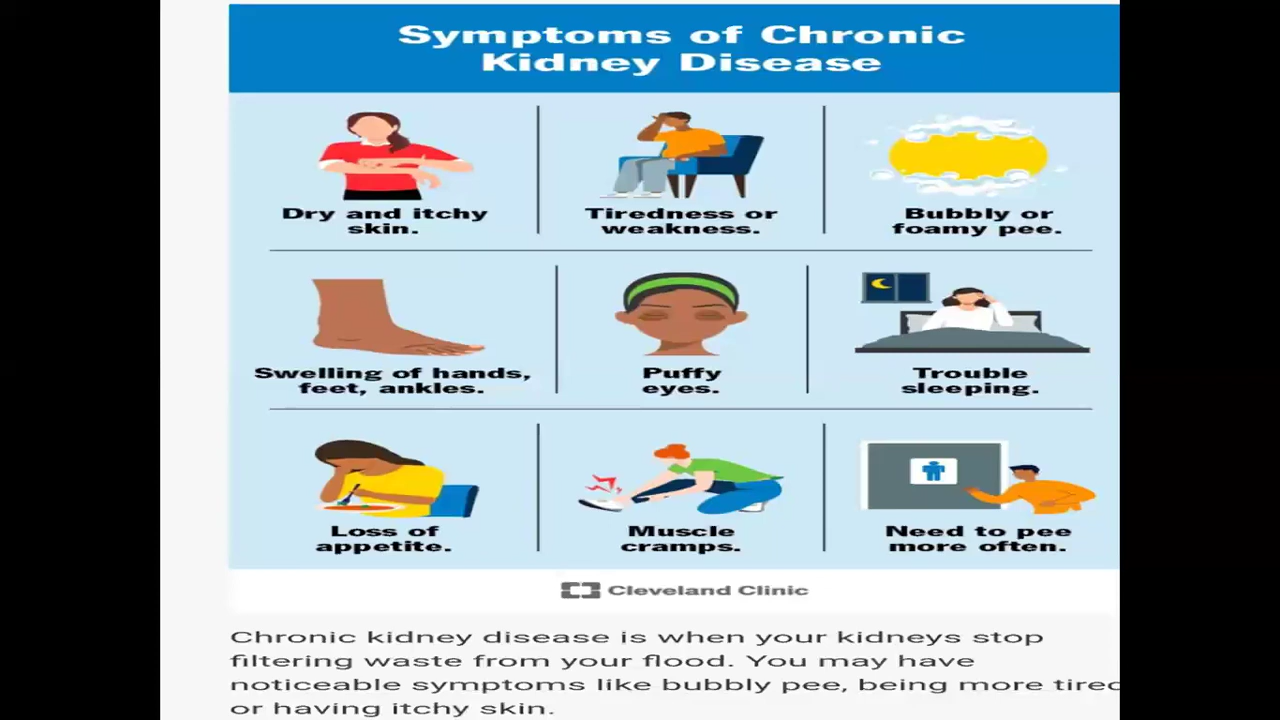 Symptoms of Chronic
Kidney Disease
Dry and itchy
skin.
Tiredness or
weakness.
Bubbly or
foamy pee.
Swelling of hands,
feet, ankles.
Puffy
eyes.
Trouble
sleeping.
Loss of
appetite.
Muscle
cramps.
Need to pee
more often.
Cleveland Clinic
Chronic kidney disease is when your kidneys stop
filtering waste from your flood. You may have
noticeable symptoms like bubbly pee, being more tired
or having itchy skin.